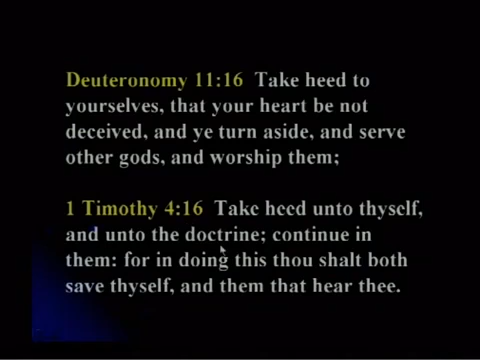 Deuteronomy 11:16 Take heed to
yourselves, that your heart be not
deceived, and ye turn aside, and serve
other gods, and worship them;
1 Timothy 4:16 Take heed unto thyself,
and unto the doctrine; continue in
them: for in doing this thou shalt both
save thyself, and them that hear thee.